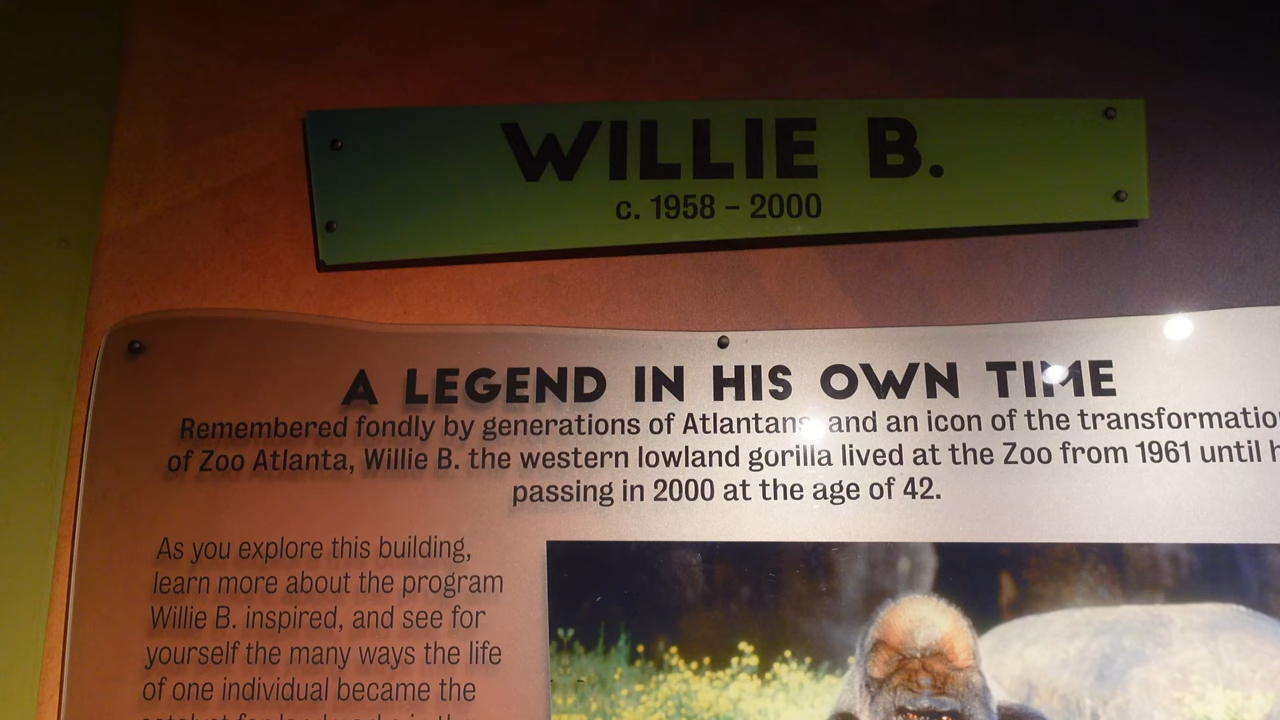 WILLIE B.
c. 1958 – 2000
A LEGEND IN HIS OWN TIME
Remembered fondly by generations of Atlantans, and an icon of the
of Zoo Atlanta, Willie B. the western lowland gorilla lived at the Zoo from 1961 until
passing in 2000 at the age of 42.
As you explore this building,
learn more about the program
Willie B. inspired, and see for
yourself the many ways the life
of one individual became the